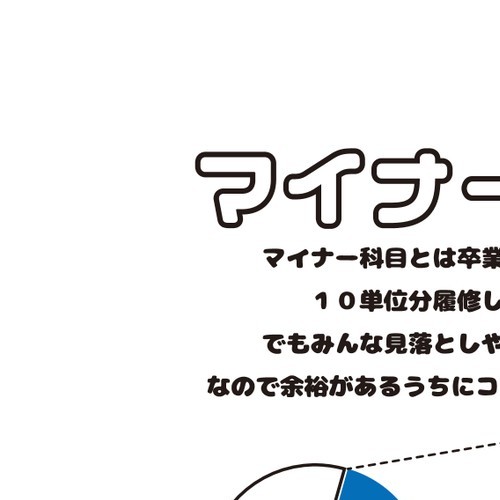 マイナー
マイナー科目とは卒業
１０単位分履修し
でもみんな見落としや
なので余裕があるうちにコ